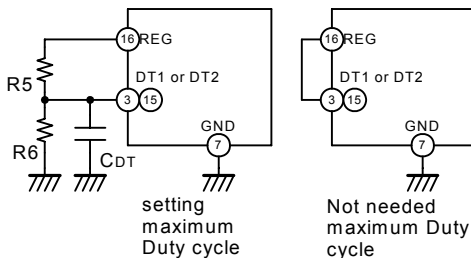 16 REG
R5
DT1 or DT2
3 15
R6
CDT
GND
7
setting
maximum
Duty cycle
16 REG
DT1 or DT2
3 15
GND
7
Not needed
maximum Duty
cycle